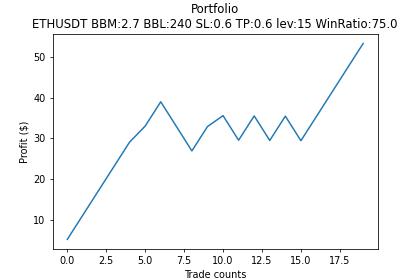 Portfolio
ETHUSDT BBM:2.7 BBL:240 SL:0.6 TP:0.6 lev:15 WinRatio:75.0
50
40
30
20
10
Profit ($)
0.0 2.5 5.0 7.5 10.0 12.5 15.0 17.5
Trade counts